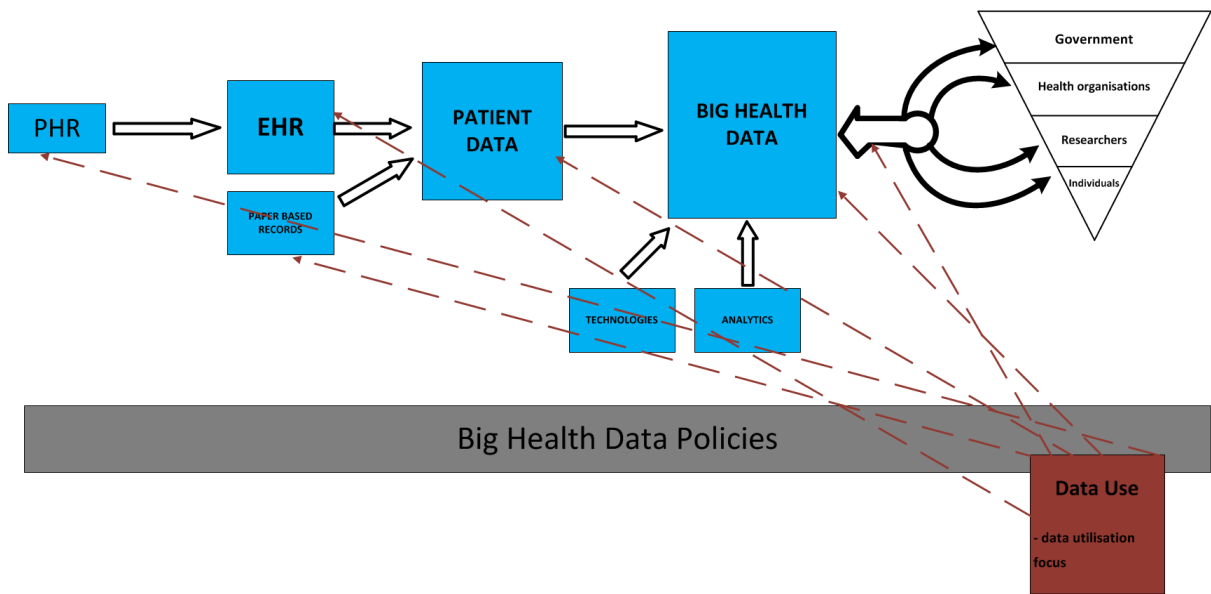 PHR
EHR
PATIENT
DATA
BIG HEALTH
DATA
Government
Health organisations
Researchers
Individuals
PAPER BASED
RECORDS
TECHNOLOGIES
ANALYTICS
Big Health Data Policies
Data Use
- data utilisation
focus